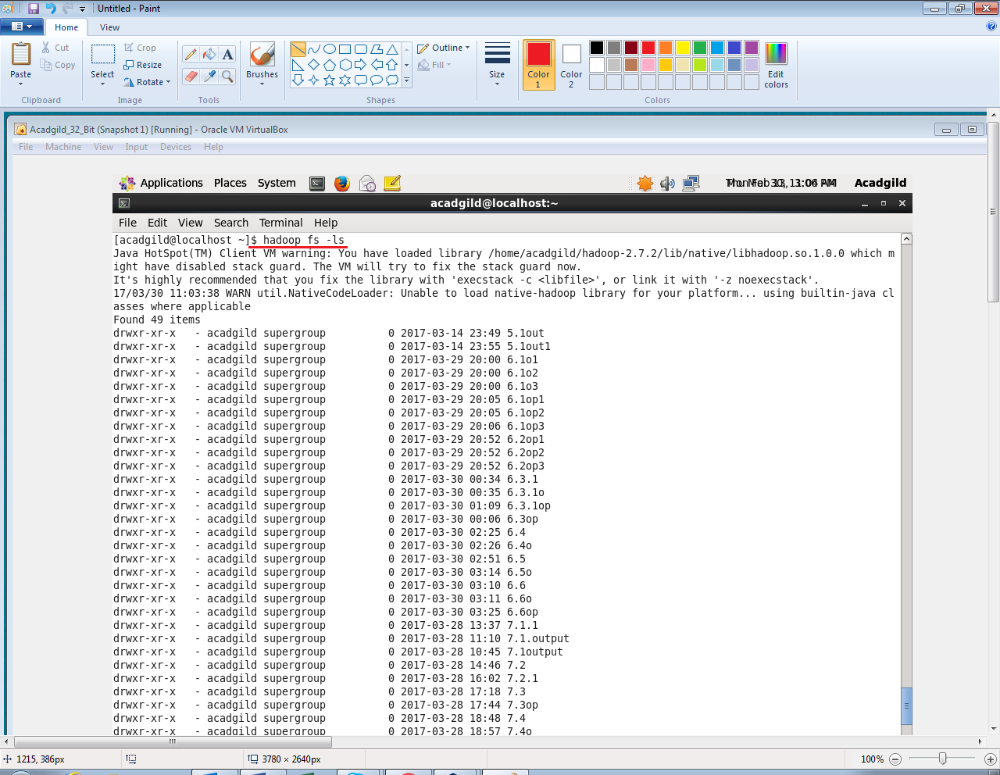 Untitled - Paint
Home View
Paste
Cut
Copy
Clipboard
Select
Crop
Resize
Rotate
Image
A
Tools
Brushes
Shapes
Outline
Fill
Size
Color 1
Color 2
Colors
Edit colors
Acadgild_32_Bit (Snapshot 1) [Running] - Oracle VM VirtualBox
File Machine View Input Devices Help
Applications Places System
Acadgild
acadgild@localhost:~
File Edit View Search Terminal Help
[acadgild@localhost ~]$ hadoop fs -ls
Java HotSpot(TM) Client VM warning: You have loaded library /home/acadgild/hadoop-2.7.2/lib/native/libhadoop.so.1.0.0 which m
ight have disabled stack guard. The VM will try to fix the stack guard now.
It's highly recommended that you fix the library with 'execstack -c <libfile>', or link it with '-z noexecstack'.
17/03/30 11:03:38 WARN util.NativeCodeLoader: Unable to load native-hadoop library for your platform... using builtin-java cl
asses where applicable
Found 49 items
drwxr-xr-x - acadgild supergroup 0 2017-03-14 23:49 5.1out
drwxr-xr-x - acadgild supergroup 0 2017-03-14 23:55 5.1out1
drwxr-xr-x - acadgild supergroup 0 2017-03-29 20:00 6.1o1
drwxr-xr-x - acadgild supergroup 0 2017-03-29 20:00 6.1o2
drwxr-xr-x - acadgild supergroup 0 2017-03-29 20:00 6.1o3
drwxr-xr-x - acadgild supergroup 0 2017-03-29 20:05 6.1op1
drwxr-xr-x - acadgild supergroup 0 2017-03-29 20:05 6.1op2
drwxr-xr-x - acadgild supergroup 0 2017-03-29 20:06 6.1op3
drwxr-xr-x - acadgild supergroup 0 2017-03-29 20:52 6.2op1
drwxr-xr-x - acadgild supergroup 0 2017-03-29 20:52 6.2op2
drwxr-xr-x - acadgild supergroup 0 2017-03-29 20:52 6.2op3
drwxr-xr-x - acadgild supergroup 0 2017-03-30 00:34 6.3.1
drwxr-xr-x - acadgild supergroup 0 2017-03-30 00:35 6.3.1o
drwxr-xr-x - acadgild supergroup 0 2017-03-30 01:09 6.3.1op
drwxr-xr-x - acadgild supergroup 0 2017-03-30 00:06 6.3op
drwxr-xr-x - acadgild supergroup 0 2017-03-30 02:25 6.4
drwxr-xr-x - acadgild supergroup 0 2017-03-30 02:26 6.4o
drwxr-xr-x - acadgild supergroup 0 2017-03-30 02:51 6.5
drwxr-xr-x - acadgild supergroup 0 2017-03-30 03:14 6.5o
drwxr-xr-x - acadgild supergroup 0 2017-03-30 03:10 6.6
drwxr-xr-x - acadgild supergroup 0 2017-03-30 03:11 6.6o
drwxr-xr-x - acadgild supergroup 0 2017-03-30 03:25 6.6op
drwxr-xr-x - acadgild supergroup 0 2017-03-28 13:37 7.1.1
drwxr-xr-x - acadgild supergroup 0 2017-03-28 11:10 7.1.output
drwxr-xr-x - acadgild supergroup 0 2017-03-28 10:45 7.1output
drwxr-xr-x - acadgild supergroup 0 2017-03-28 14:46 7.2
drwxr-xr-x - acadgild supergroup 0 2017-03-28 16:02 7.2.1
drwxr-xr-x - acadgild supergroup 0 2017-03-28 17:18 7.3
drwxr-xr-x - acadgild supergroup 0 2017-03-28 17:44 7.3op
drwxr-xr-x - acadgild supergroup 0 2017-03-28 18:48 7.4
drwxr-xr-x - acadgild supergroup 0 2017-03-28 18:57 7.4o
1215, 386px
3780 × 2640px
100%